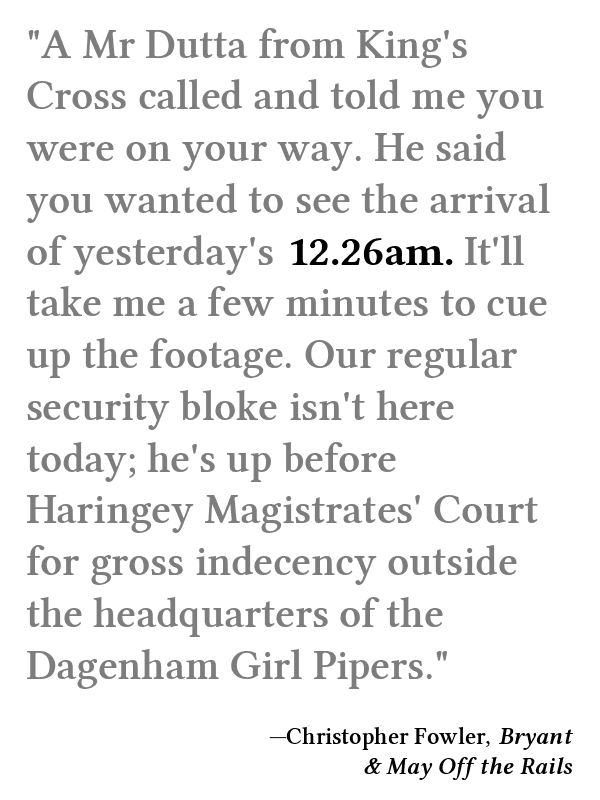 "A Mr Dutta from King's
Cross called and told me you
were on your way. He said
you wanted to see the arrival
of yesterday's 12.26am. It'll
take me a few minutes to cue
up the footage. Our regular
security bloke isn't here
today; he's up before
Haringey Magistrates' Court
for gross indecency outside
the headquarters of the
Dagenham Girl Pipers."
—Christopher Fowler, Bryant
& May Off the Rails